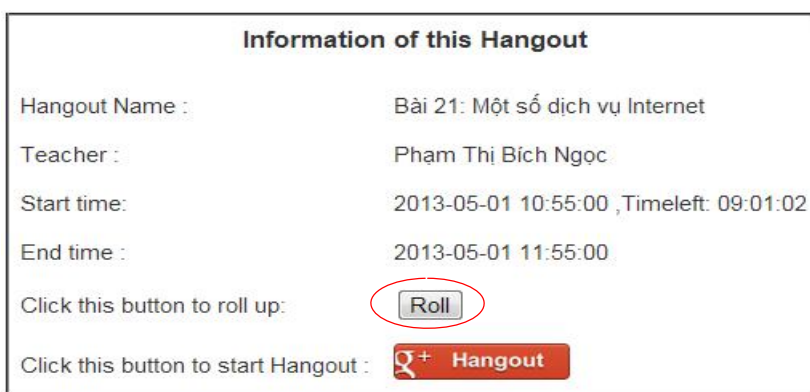 Information of this Hangout
Hangout Name : Bài 21: Một số dịch vụ Internet
Teacher : Phạm Thị Bích Ngọc
Start time: 2013-05-01 10:55:00 ,Timeleft: 09:01:02
End time : 2013-05-01 11:55:00
Click this button to roll up: Roll
Click this button to start Hangout : g+ Hangout